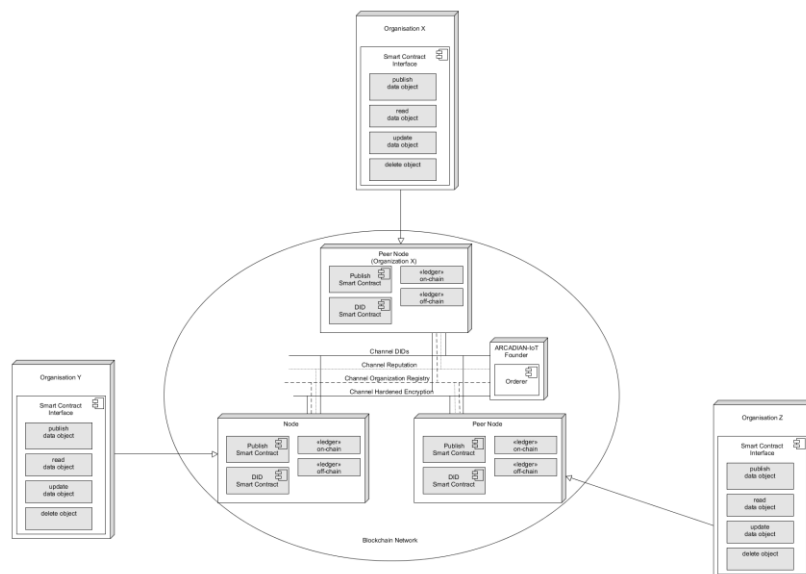 Organisation X
Smart Contract
Interface
publish
data object
read
data object
update
data object
delete object
Peer Node
(Organization X)
Publish
Smart Contract
«ledger»
on-chain
DID
Smart Contract
«ledger»
off-chain
ARCADIAN-IoT
Founder
Orderer
Channel DIDs
Channel Reputation
Channel Organization Registry
Channel Hardened Encryption
Organisation Y
Smart Contract
Interface
publish
data object
read
data object
update
data object
delete object
Node
Publish
Smart Contract
«ledger»
on-chain
DID
Smart Contract
«ledger»
off-chain
Peer Node
Publish
Smart Contract
«ledger»
on-chain
DID
Smart Contract
«ledger»
off-chain
Organisation Z
Smart Contract
Interface
publish
data object
read
data object
update
data object
delete object
Blockchain Network